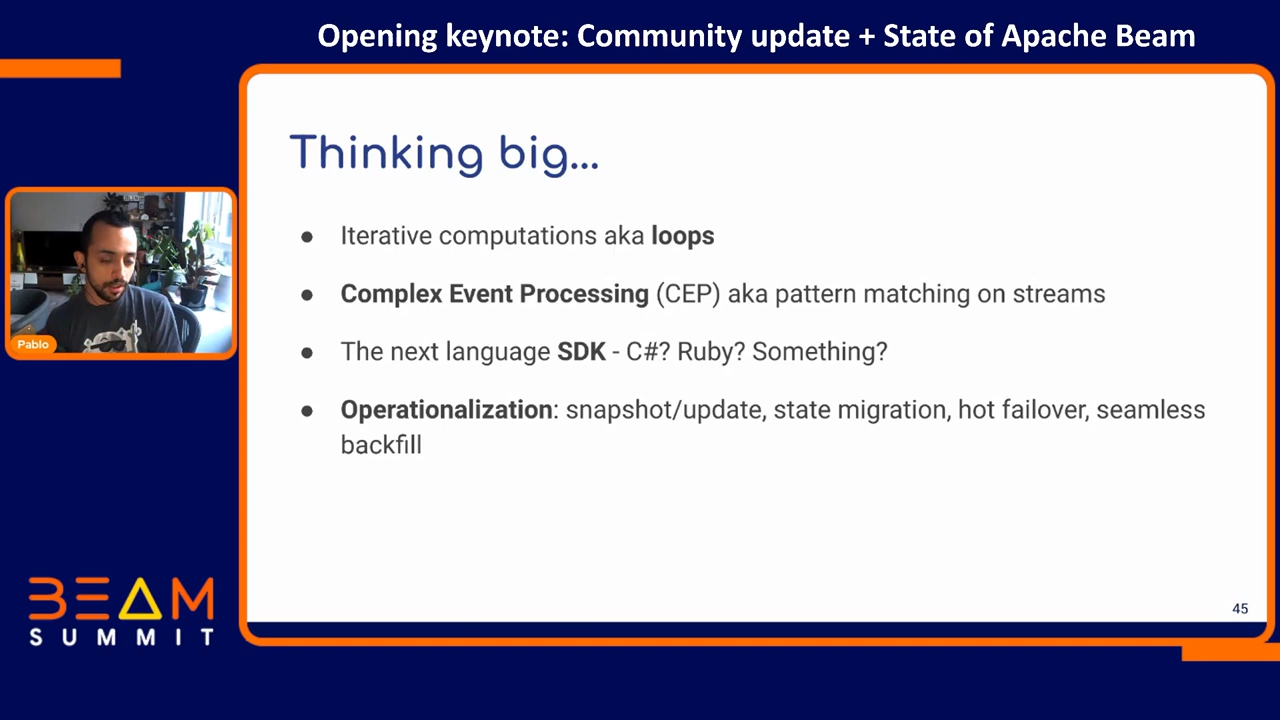 Opening keynote: Community update + State of Apache Beam
Thinking big...
● Iterative computations aka loops
● Complex Event Processing (CEP) aka pattern matching on streams
● The next language SDK - C#? Ruby? Something?
● Operationalization: snapshot/update, state migration, hot failover, seamless
backfill
Pablo
BEAM
SUMMIT
45